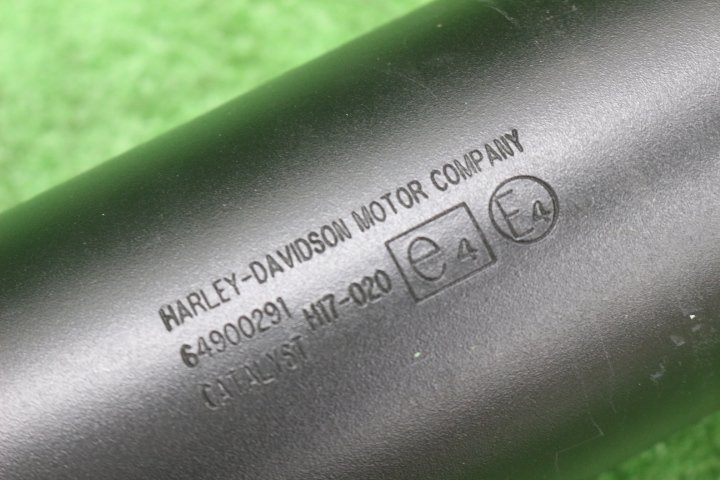 HARLEY-DAVIDSON MOTOR COMPANY
64900291 H17-020 e4 E4
CATALYST